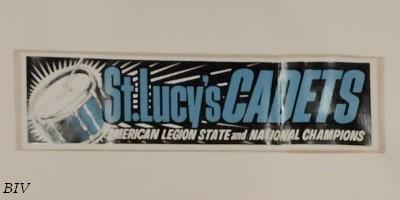 St. Lucy's CADETS
AMERICAN LEGION STATE and NATIONAL CHAMPIONS
BIV